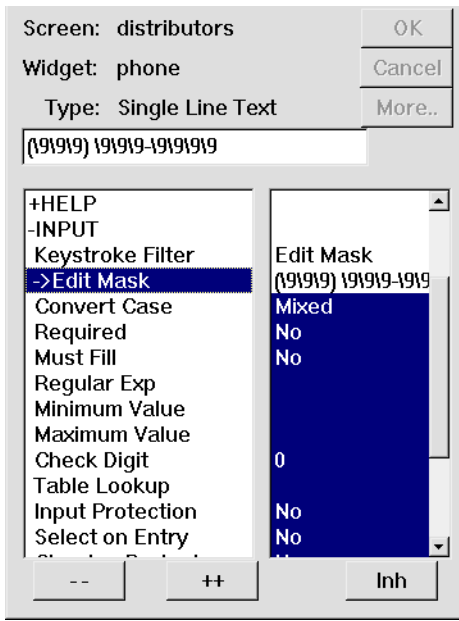 Screen: distributors OK
Widget: phone Cancel
Type: Single Line Text More..
(\9\9\9) \9\9\9-\9\9\9\9
+HELP
-INPUT
Keystroke Filter Edit Mask
->Edit Mask (\9\9\9) \9\9\9-\9\9
Convert Case Mixed
Required No
Must Fill No
Regular Exp
Minimum Value
Maximum Value
Check Digit 0
Table Lookup
Input Protection No
Select on Entry No
-- ++ Inh